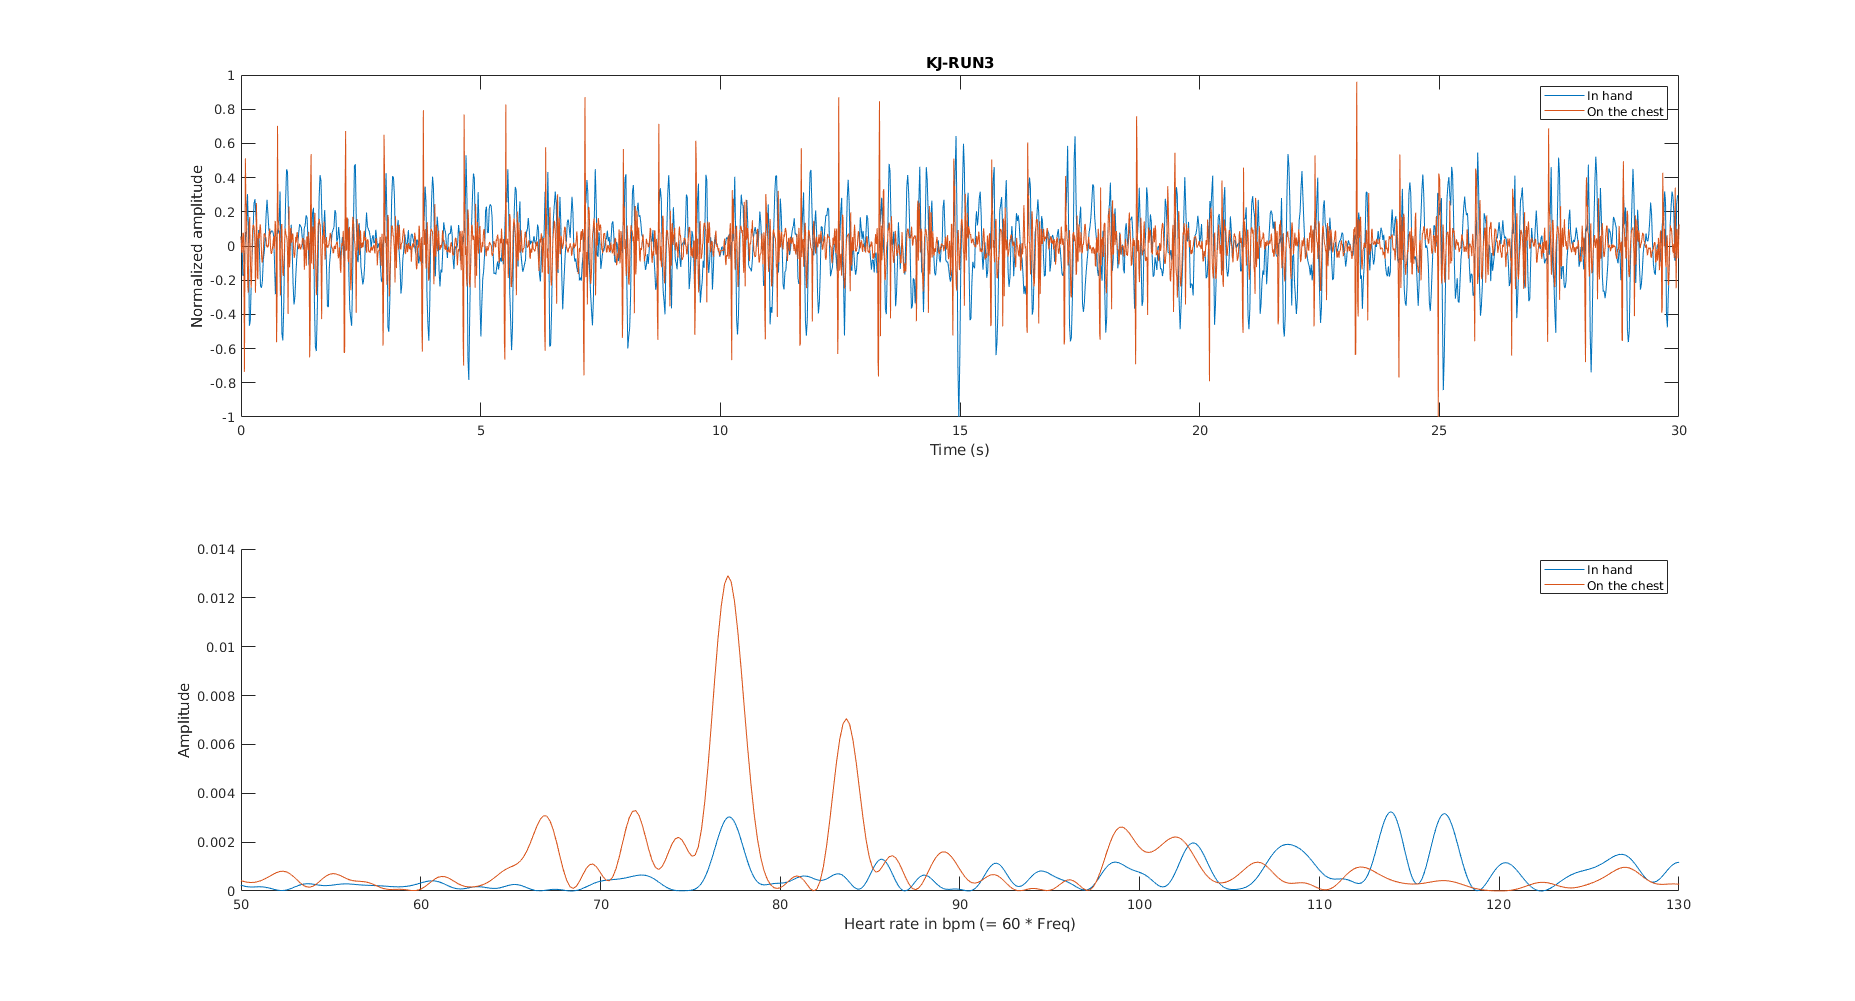 KJ-RUN3
1
0.8
0.6
0.4
0.2
0
-0.2
-0.4
-0.6
-0.8
-1
Normalized amplitude
In hand
On the chest
0 5 10 15 20 25 30
Time (s)
0.014
0.012
0.01
0.008
0.006
0.004
0.002
0
Amplitude
In hand
On the chest
50 60 70 80 90 100 110 120 130
Heart rate in bpm (= 60 * Freq)